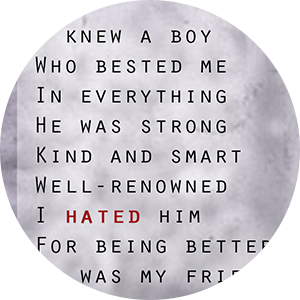 KNEW A BOY
WHO BESTED ME
IN EVERYTHING
HE WAS STRONG
KIND AND SMART
WELL-RENOWNED
I HATED HIM
FOR BEING BETTER
WAS MY